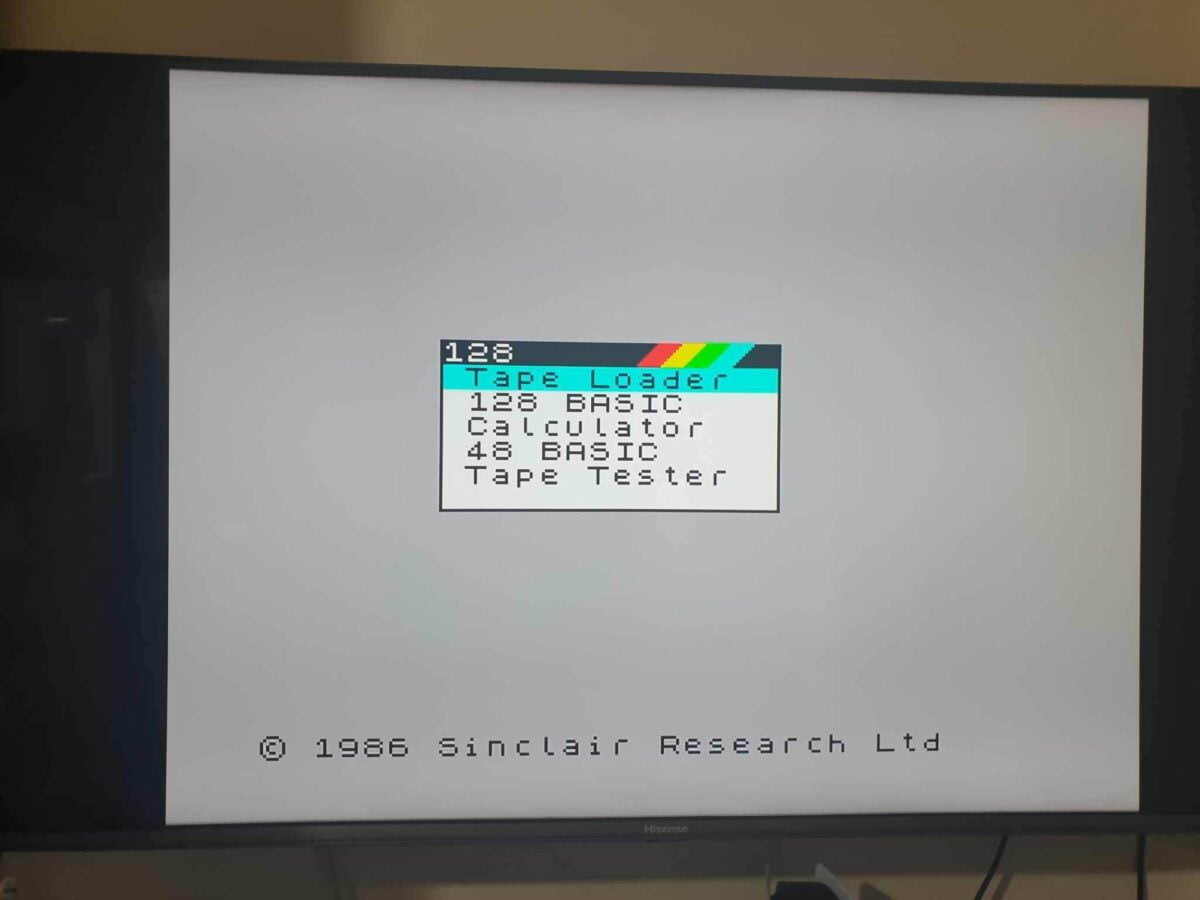 128
Tape Loader
128 BASIC
Calculator
48 BASIC
Tape Tester
© 1986 Sinclair Research Ltd
Hisense